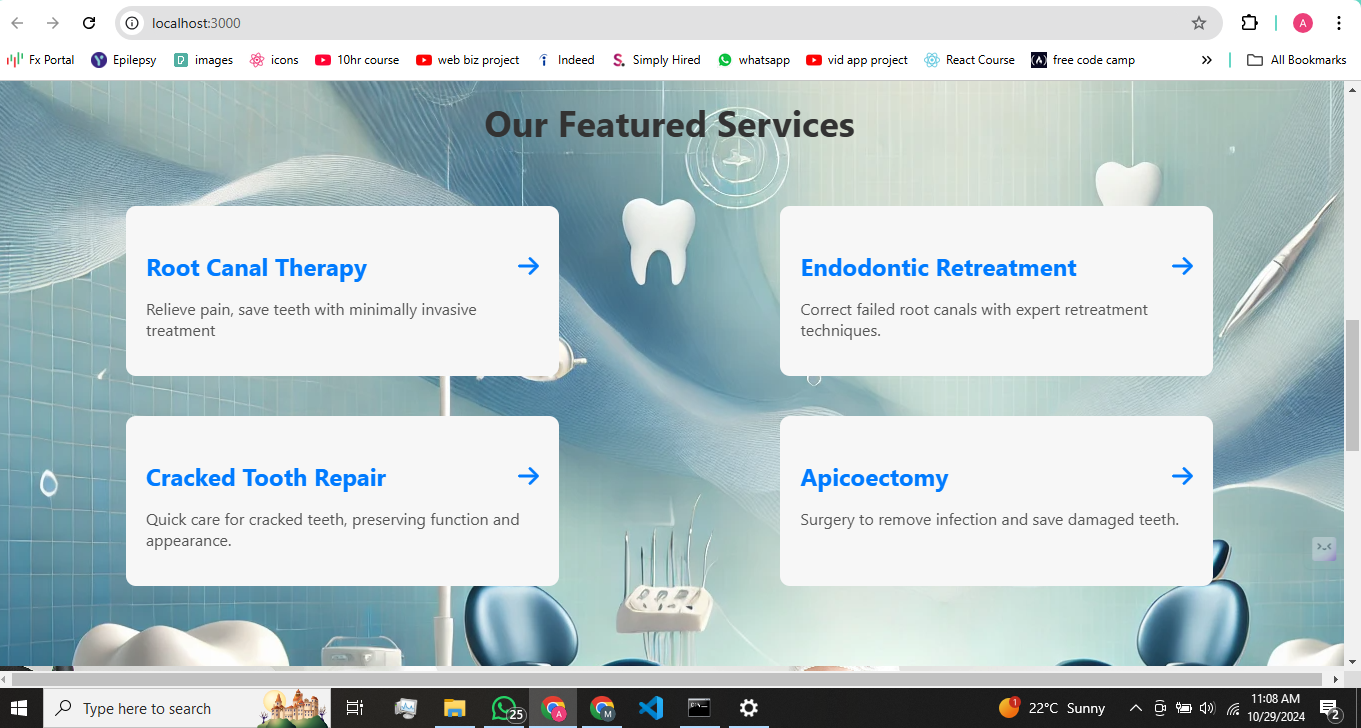 localhost:3000
A
Fx Portal
Epilepsy
images
icons
10hr course
web biz project
Indeed
Simply Hired
whatsapp
vid app project
React Course
free code camp
All Bookmarks
Our Featured Services
Root Canal Therapy
Relieve pain, save teeth with minimally invasive
treatment
Endodontic Retreatment
Correct failed root canals with expert retreatment
techniques.
Cracked Tooth Repair
Quick care for cracked teeth, preserving function and
appearance.
Apicoectomy
Surgery to remove infection and save damaged teeth.
Type here to search
25
A
M
1
22°C Sunny
11:08 AM
10/29/2024
2